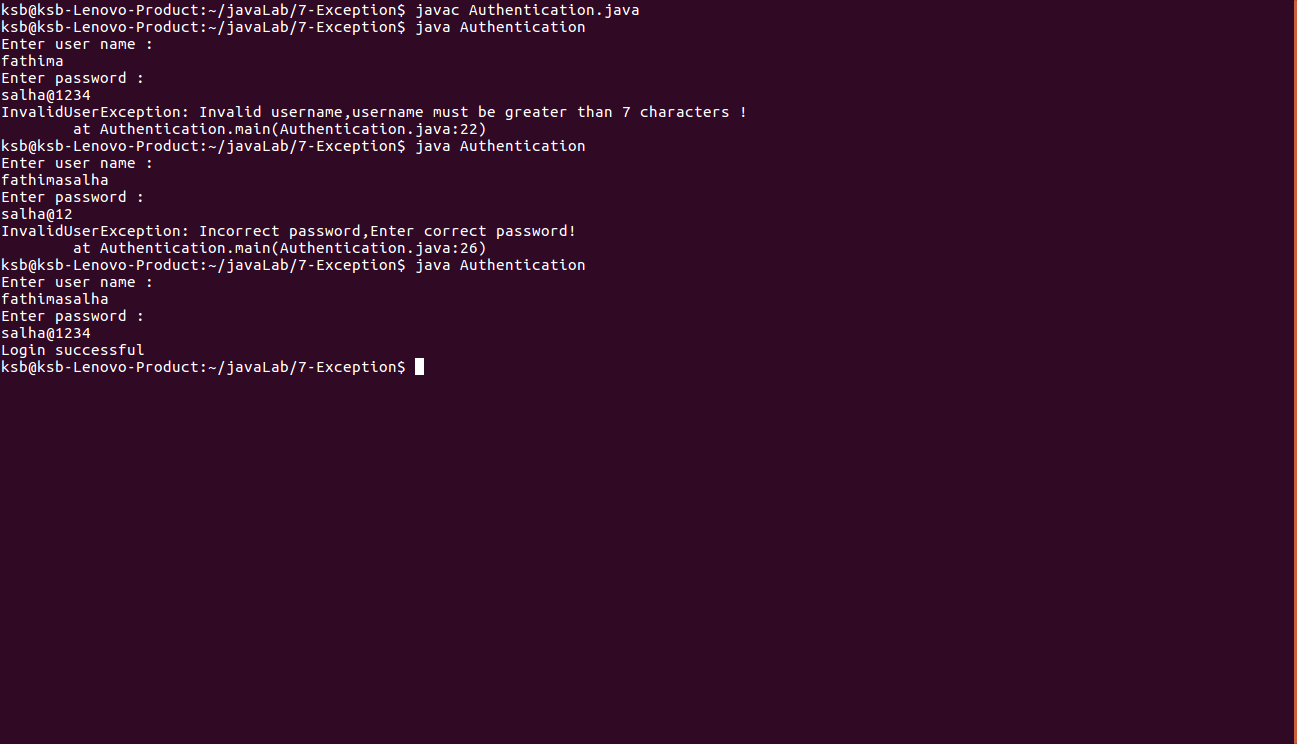 ksb@ksb-Lenovo-Product:~/javaLab/7-Exception$ javac Authentication.java
ksb@ksb-Lenovo-Product:~/javaLab/7-Exception$ java Authentication
Enter user name :
fathima
Enter password :
salha@1234
InvalidUserException: Invalid username,username must be greater than 7 characters !
        at Authentication.main(Authentication.java:22)
ksb@ksb-Lenovo-Product:~/javaLab/7-Exception$ java Authentication
Enter user name :
fathimasalha
Enter password :
salha@12
InvalidUserException: Incorrect password,Enter correct password!
        at Authentication.main(Authentication.java:26)
ksb@ksb-Lenovo-Product:~/javaLab/7-Exception$ java Authentication
Enter user name :
fathimasalha
Enter password :
salha@1234
Login successful
ksb@ksb-Lenovo-Product:~/javaLab/7-Exception$